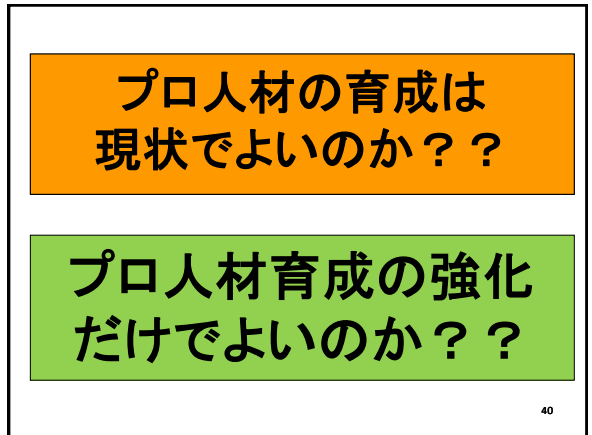 プロ人材の育成は
現状でよいのか？？
プロ人材育成の強化
だけでよいのか？？
40